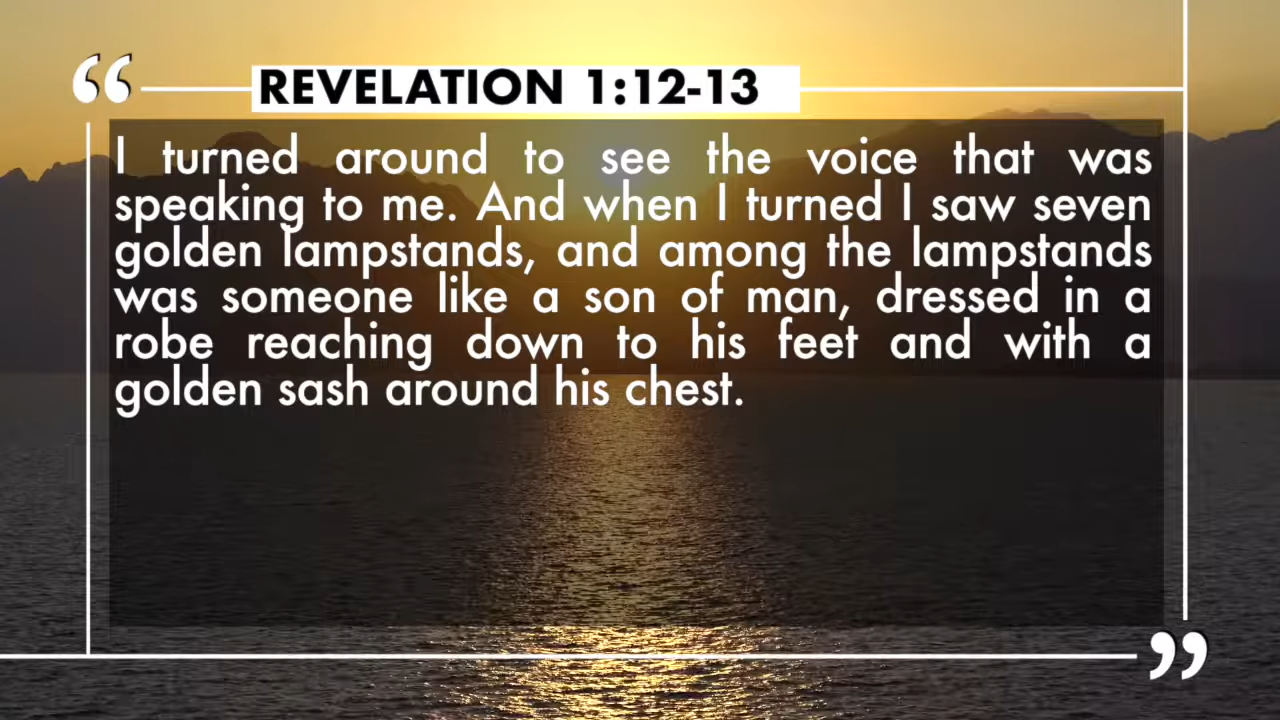 “
REVELATION 1:12-13
I turned around to see the voice that was
speaking to me. And when I turned I saw seven
golden lampstands, and among the lampstands
was someone like a son of man, dressed in a
robe reaching down to his feet and with a
golden sash around his chest.
”